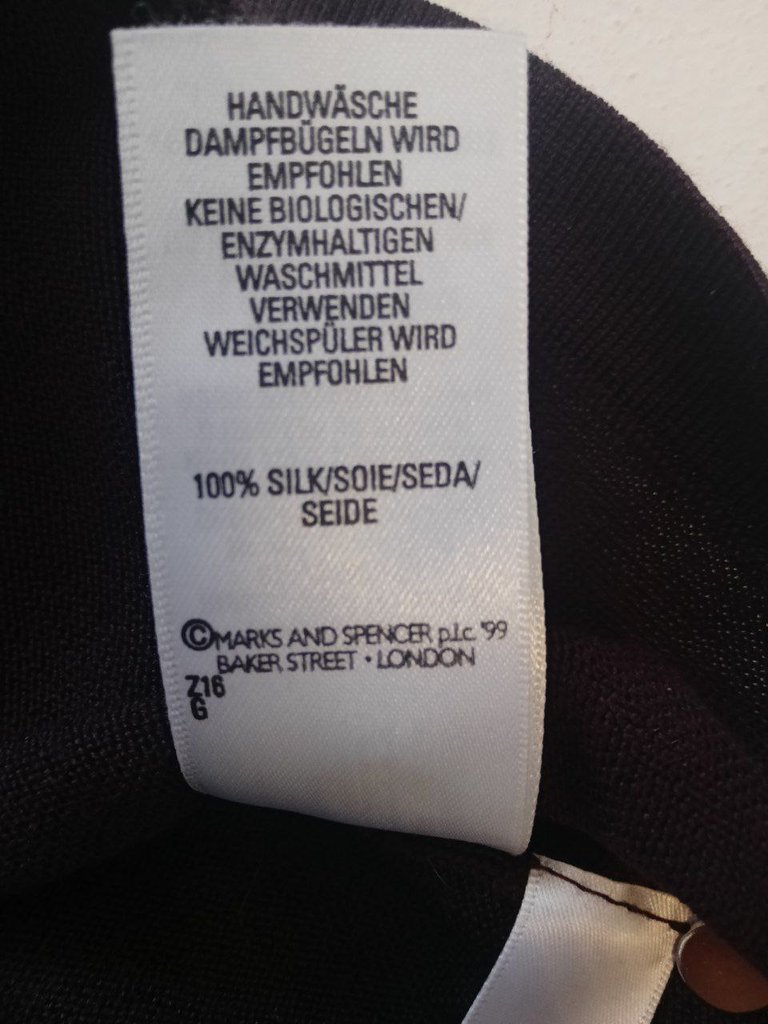 HANDWÄSCHE
DAMPFBÜGELN WIRD
EMPFOHLEN
KEINE BIOLOGISCHEN/
ENZYMHALTIGEN
WASCHMITTEL
VERWENDEN
WEICHSPÜLER WIRD
EMPFOHLEN
100% SILK/SOIE/SEDA/
SEIDE
©MARKS AND SPENCER p.l.c. '99
BAKER STREET • LONDON
Z16
G